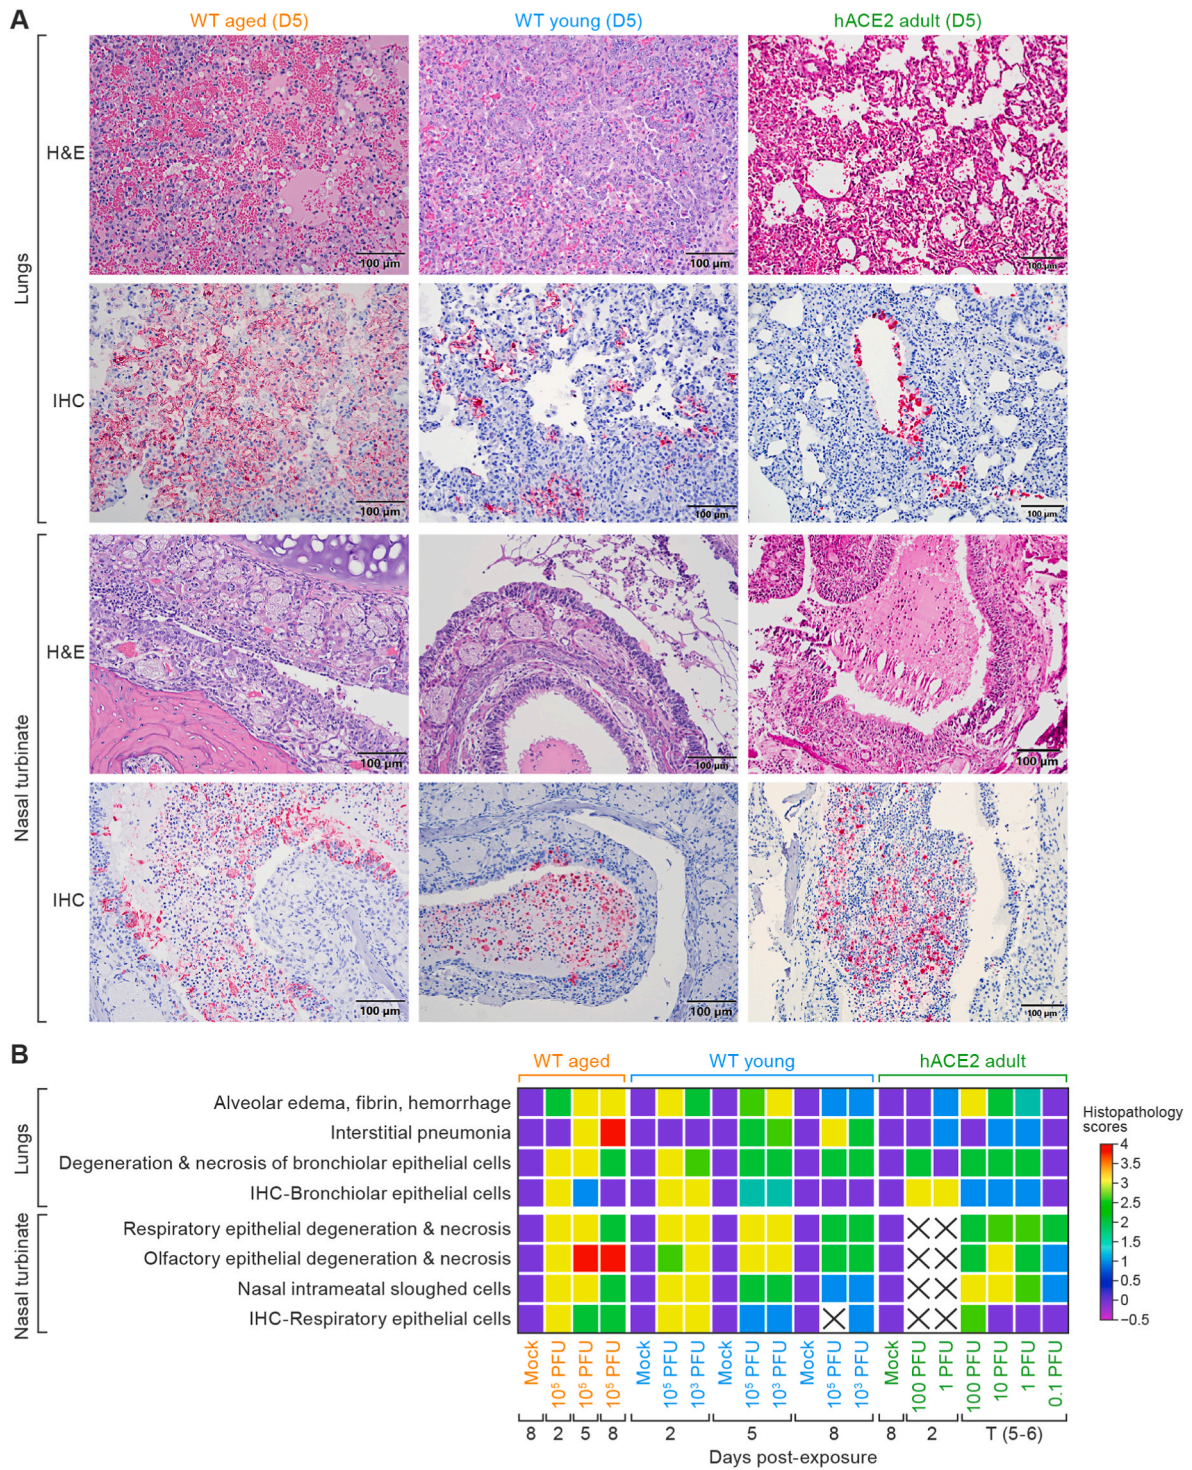 A
WT aged (D5)
WT young (D5)
hACE2 adult (D5)
Lungs
H&E
100 µm
100 µm
100 µm
IHC
100 µm
100 µm
100 µm
Nasal turbinate
H&E
100 µm
100 µm
100 µm
IHC
100 µm
100 µm
100 µm
B
WT aged
WT young
hACE2 adult
Lungs
Alveolar edema, fibrin, hemorrhage
Interstitial pneumonia
Degeneration & necrosis of bronchiolar epithelial cells
IHC-Bronchiolar epithelial cells
Nasal turbinate
Respiratory epithelial degeneration & necrosis
Olfactory epithelial degeneration & necrosis
Nasal intrameatal sloughed cells
IHC-Respiratory epithelial cells
Histopathology
scores
4
3.5
3
2.5
2
1.5
1
0.5
0
−0.5
Mock
10⁵ PFU
10⁵ PFU
10⁵ PFU
Mock
10⁵ PFU
10³ PFU
Mock
10⁵ PFU
10³ PFU
Mock
10⁵ PFU
10³ PFU
Mock
100 PFU
1 PFU
100 PFU
10 PFU
1 PFU
0.1 PFU
8 2 5 8 2 5 8 8 2 T (5-6)
Days post-exposure